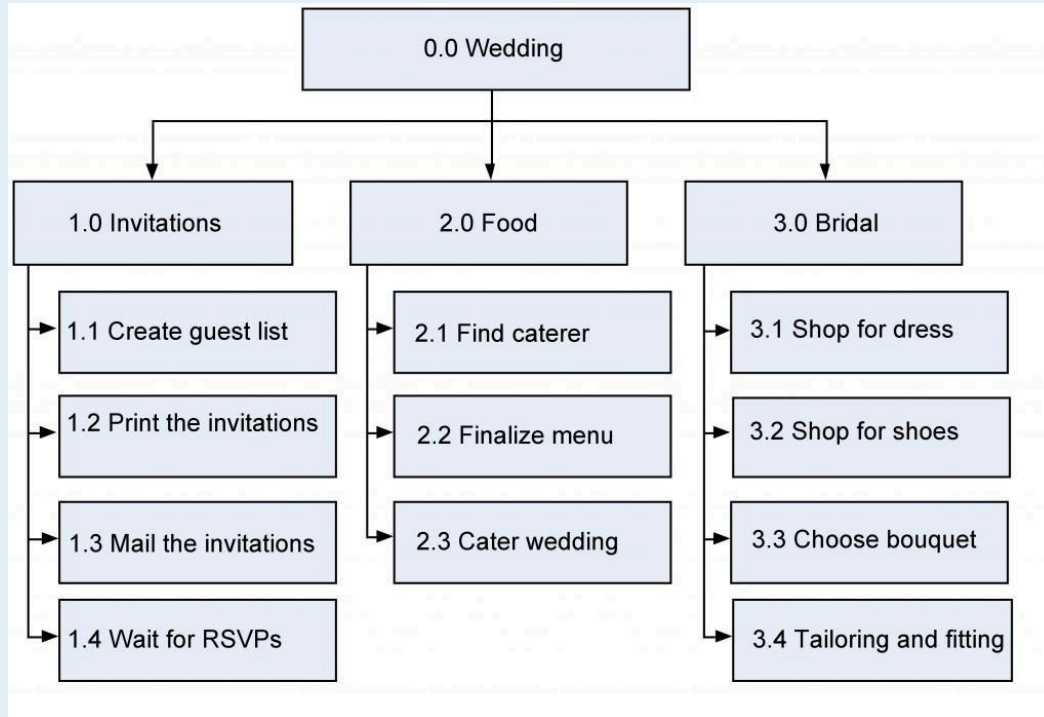 0.0 Wedding
1.0 Invitations
1.1 Create guest list
1.2 Print the invitations
1.3 Mail the invitations
1.4 Wait for RSVPs
2.0 Food
2.1 Find caterer
2.2 Finalize menu
2.3 Cater wedding
3.0 Bridal
3.1 Shop for dress
3.2 Shop for shoes
3.3 Choose bouquet
3.4 Tailoring and fitting